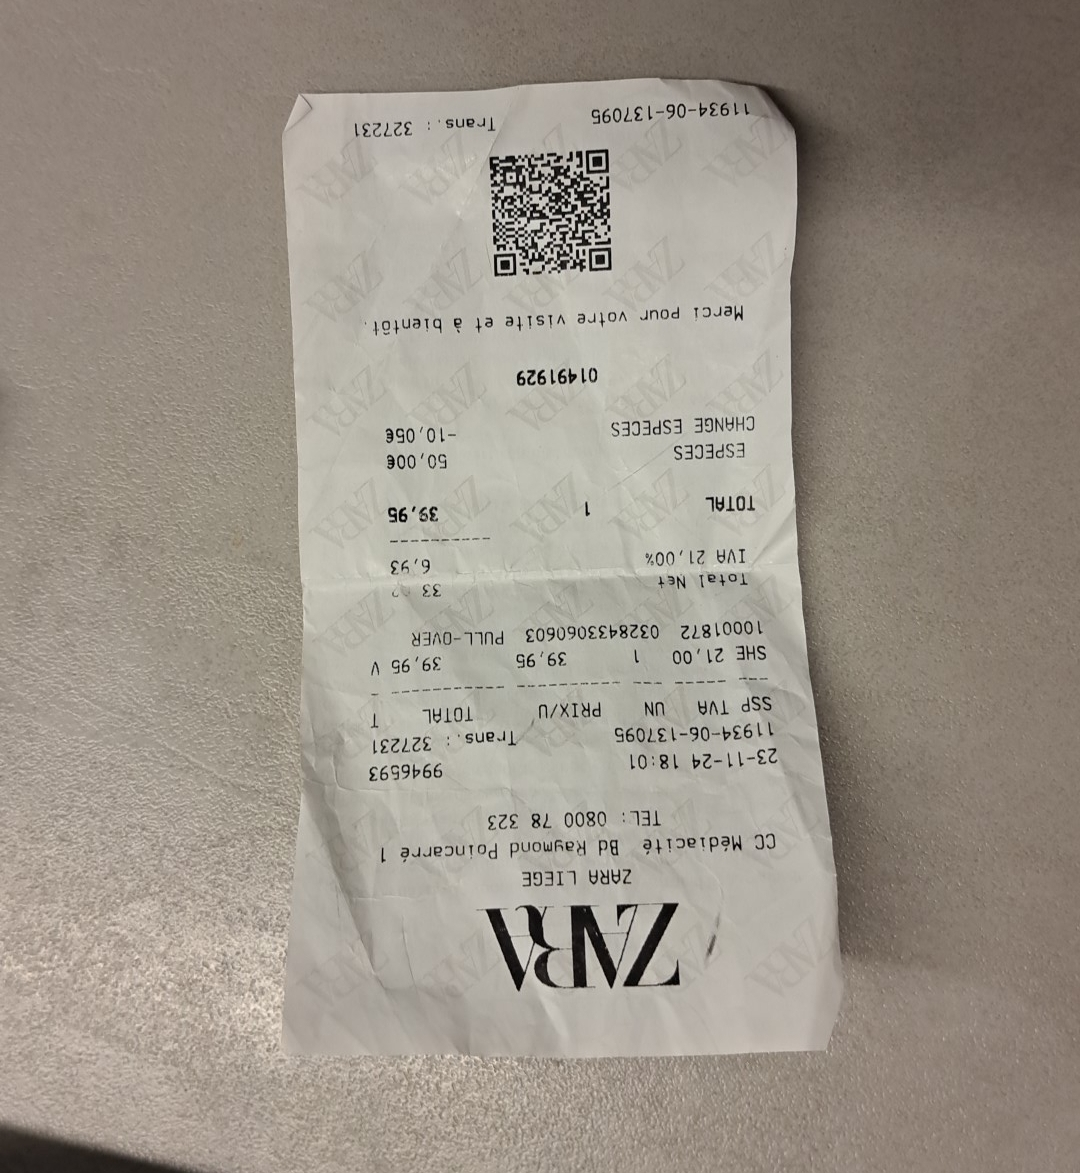 ZARA
ZARA LIEGE
CC Médiacité Bd Raymond Poincarré 1
TEL: 0800 78 323
23-11-24 18:01 9946593
11934-06-137095 Trans.: 327231
SSP TVA UN PRIX/U TOTAL T
SHE 21,00 1 39,95 39,95 V
10001872 0328433060603 PULL-OVER
Total Net 33
IVA 21,00% 6,93
TOTAL 1 39,95
ESPECES 50,00€
CHANGE ESPECES -10,05€
01491929
Merci pour votre visite et à bientôt.
11934-06-137095 Trans.: 327231